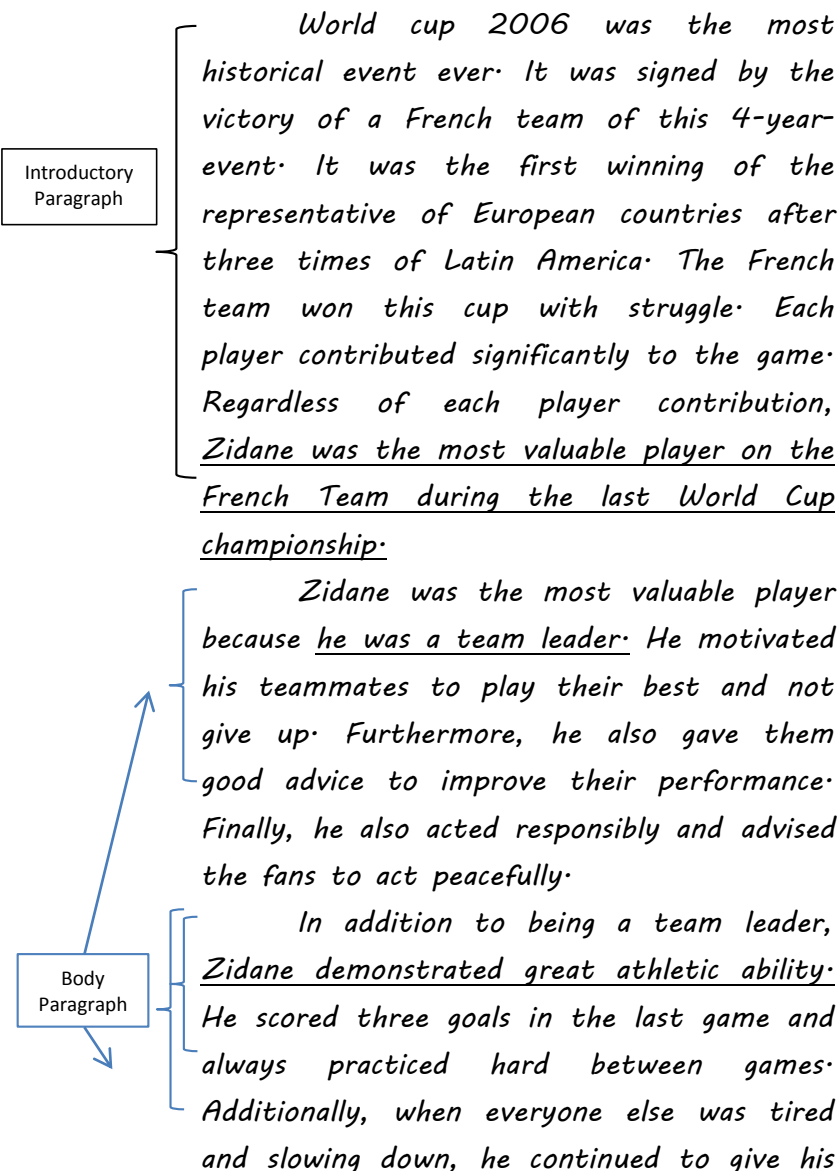 World cup 2006 was the most
historical event ever. It was signed by the
victory of a French team of this 4-year-
event. It was the first winning of the
Introductory
Paragraph
representative of European countries after
three times of Latin America. The French
team won this cup with struggle. Each
player contributed significantly to the game.
Regardless of each player contribution,
Zidane was the most valuable player on the
French Team during the last World Cup
championship.
Zidane was the most valuable player
because he was a team leader. He motivated
his teammates to play their best and not
give up. Furthermore, he also gave them
good advice to improve their performance.
Finally, he also acted responsibly and advised
the fans to act peacefully.
In addition to being a team leader,
Zidane demonstrated great athletic ability.
Body
Paragraph
He scored three goals in the last game and
always practiced hard between games.
Additionally, when everyone else was tired
and slowing down, he continued to give his